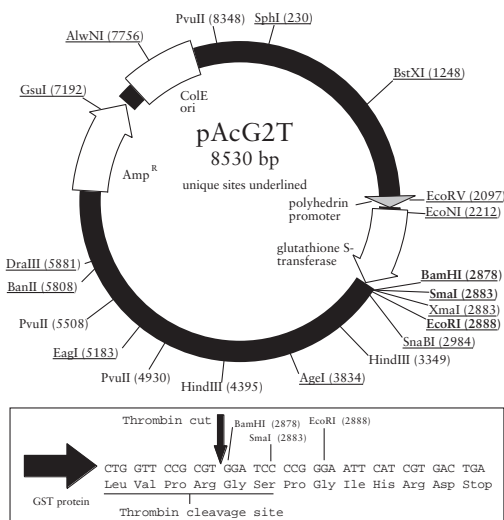 PvuII (8348)
SphI (230)
AlwNI (7756)
BstXI (1248)
GsuI (7192)
ColE
ori
pAcG2T
8530 bp
unique sites underlined
Amp R
polyhedrin
promoter
EcoRV (2097)
EcoNI (2212)
glutathione S-
transferase
DraIII (5881)
BanII (5808)
BamHI (2878)
SmaI (2883)
XmaI (2883)
EcoRI (2888)
SnaBI (2984)
PvuII (5508)
EagI (5183)
HindIII (3349)
PvuII (4930)
HindIII (4395)
AgeI (3834)
Thrombin cut
BamHI (2878)
EcoRI (2888)
SmaI (2883)
CTG GTT CCG CGT GGA TCC CCG GGA ATT CAT CGT GAC TGA
Leu Val Pro Arg Gly Ser Pro Gly Ile His Arg Asp Stop
GST protein
Thrombin cleavage site